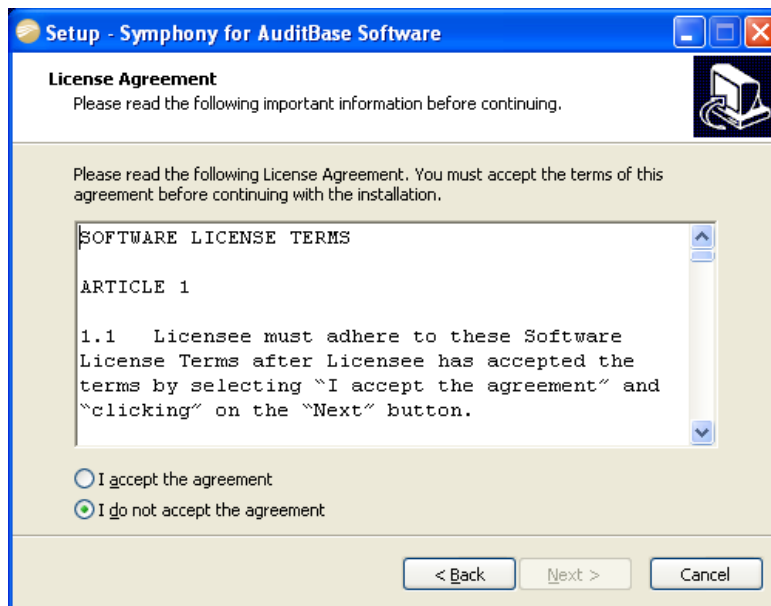 Setup - Symphony for AuditBase Software
License Agreement
Please read the following important information before continuing.
Please read the following License Agreement. You must accept the terms of this
agreement before continuing with the installation.
SOFTWARE LICENSE TERMS
ARTICLE 1
1.1 Licensee must adhere to these Software
License Terms after Licensee has accepted the
terms by selecting “I accept the agreement” and
“clicking” on the “Next” button.
I accept the agreement
I do not accept the agreement
< Back Next > Cancel